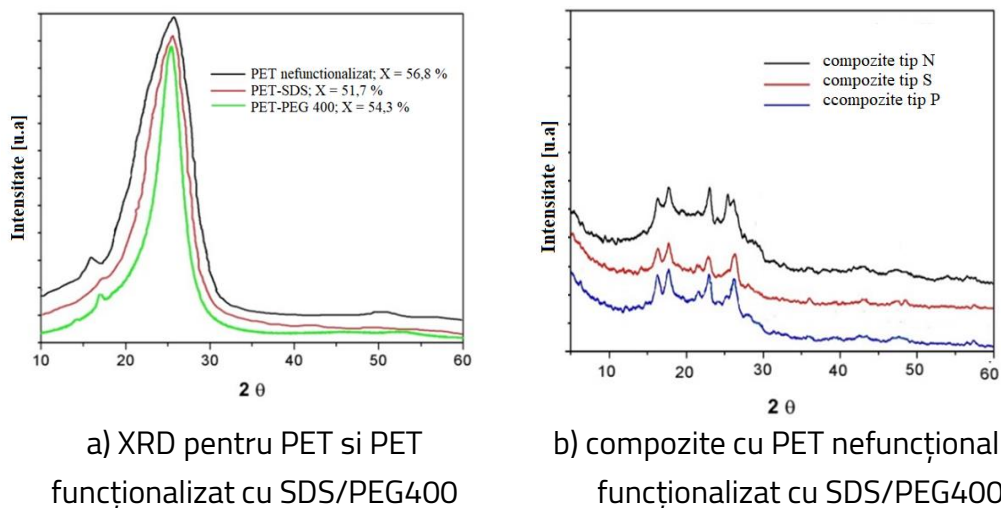 Intensitate [u.a]
PET nefunctionalizat; X = 56,8 %
PET-SDS; X = 51,7 %
PET-PEG 400; X = 54,3 %
10 20 30 40 50 60
2 θ
a) XRD pentru PET si PET
funcționalizat cu SDS/PEG400
Intensitate [u.a]
compozite tip N
compozite tip S
ccompozite tip P
10 20 30 40 50 60
2 θ
b) compozite cu PET nefuncțional
funcționalizat cu SDS/PEG400